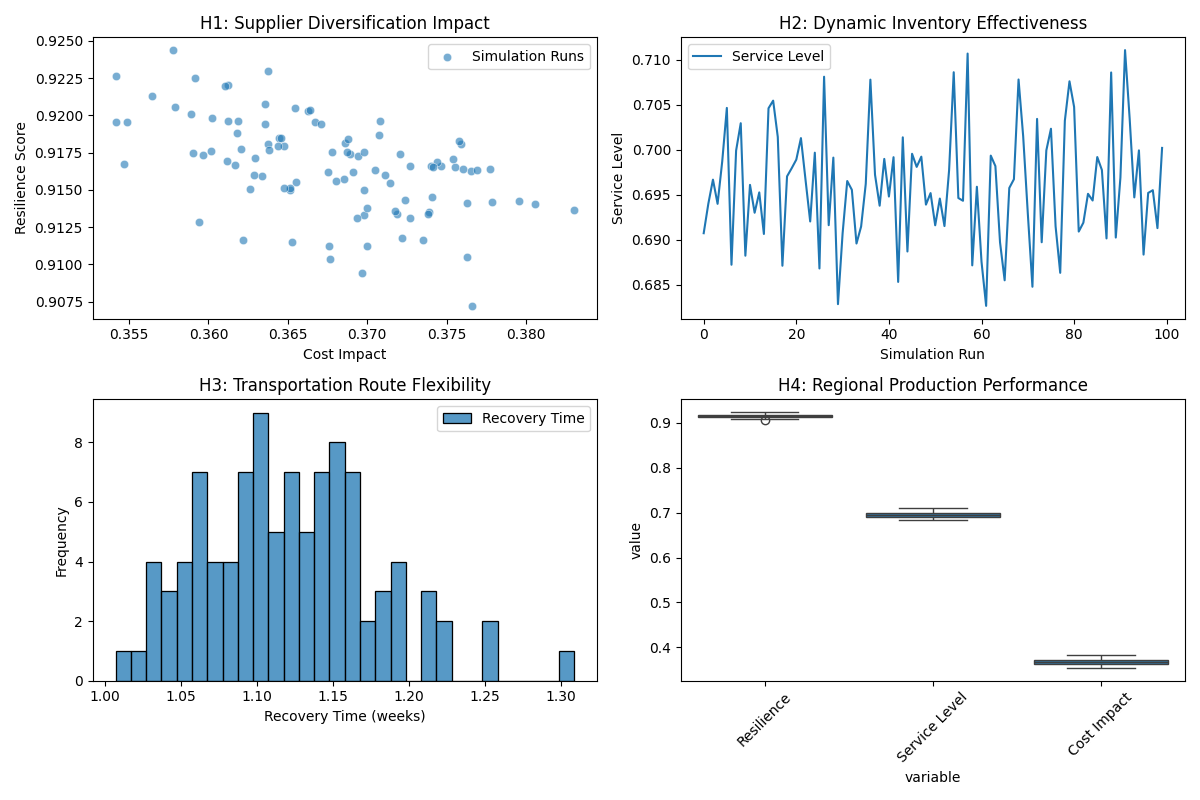 H1: Supplier Diversification Impact
0.9250
0.9225
0.9200
0.9175
0.9150
0.9125
0.9100
0.9075
Resilience Score
Simulation Runs
0.355 0.360 0.365 0.370 0.375 0.380
Cost Impact
H2: Dynamic Inventory Effectiveness
0.710
0.705
0.700
0.695
0.690
0.685
Service Level
Service Level
0 20 40 60 80 100
Simulation Run
H3: Transportation Route Flexibility
8
6
4
2
0
Frequency
Recovery Time
1.00 1.05 1.10 1.15 1.20 1.25 1.30
Recovery Time (weeks)
H4: Regional Production Performance
0.9
0.8
0.7
0.6
0.5
0.4
value
Resilience
Service Level
Cost Impact
variable